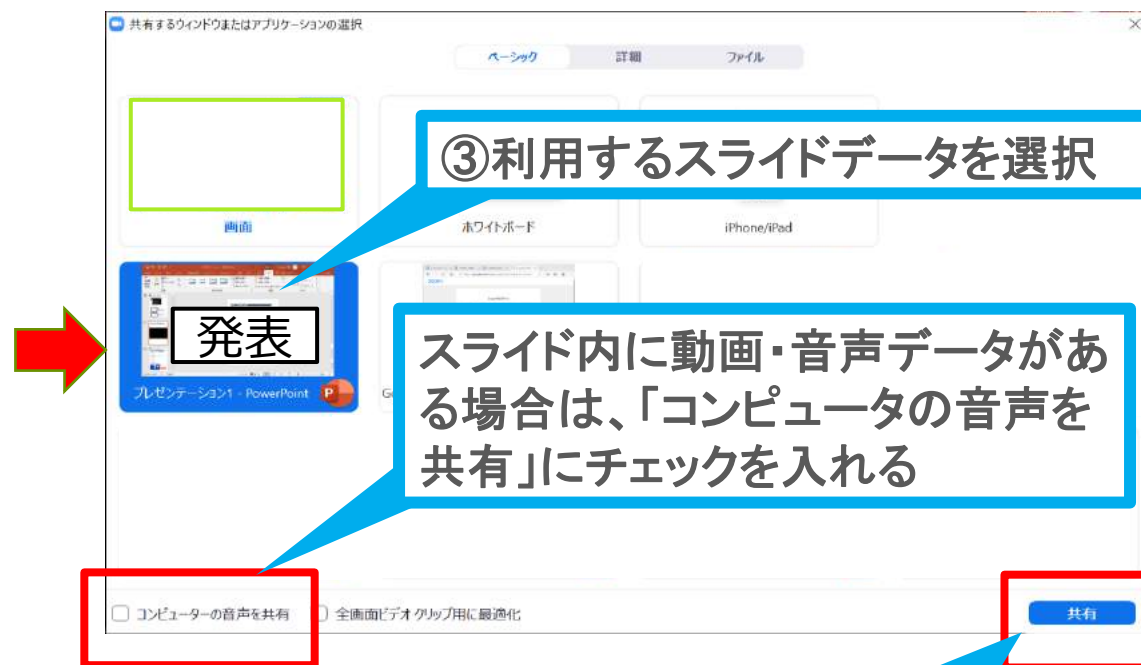 共有するウィンドウまたはアプリケーションの選択
ベーシック 詳細 ファイル
③利用するスライドデータを選択
画面 ホワイトボード iPhone/iPad
発表
プレゼンテーション1 - PowerPoint
スライド内に動画・音声データがあ
る場合は、「コンピュータの音声を
共有」にチェックを入れる
コンピューターの音声を共有 全画面ビデオ クリップ用に最適化 共有